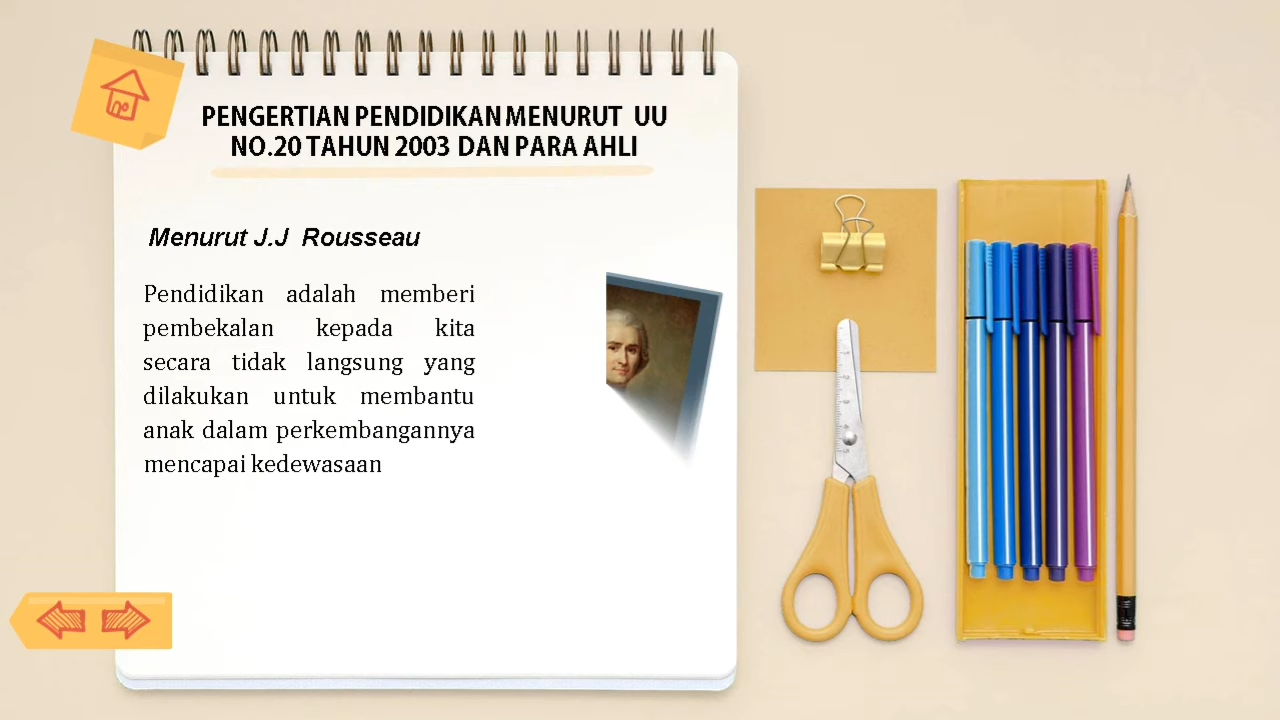 PENGERTIAN PENDIDIKAN MENURUT UU
NO.20 TAHUN 2003 DAN PARA AHLI
Menurut J.J Rousseau
Pendidikan adalah memberi
pembekalan kepada kita
secara tidak langsung yang
dilakukan untuk membantu
anak dalam perkembangannya
mencapai kedewasaan